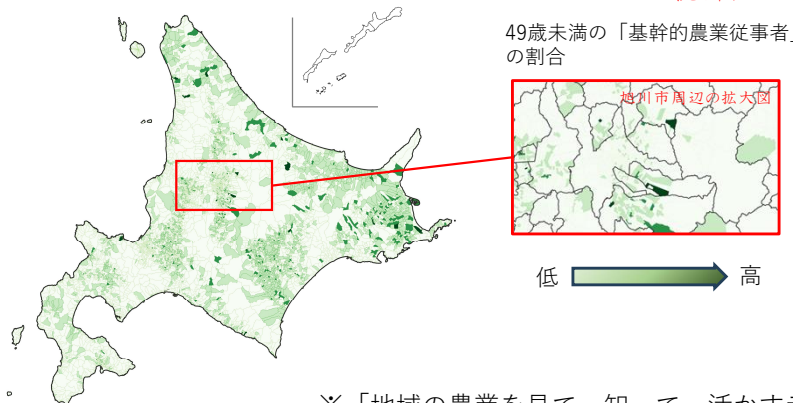 49歳未満の「基幹的農業従事者」
の割合
旭川市周辺の拡大図
低
高
※「地域の農業を見て・知って・活かす